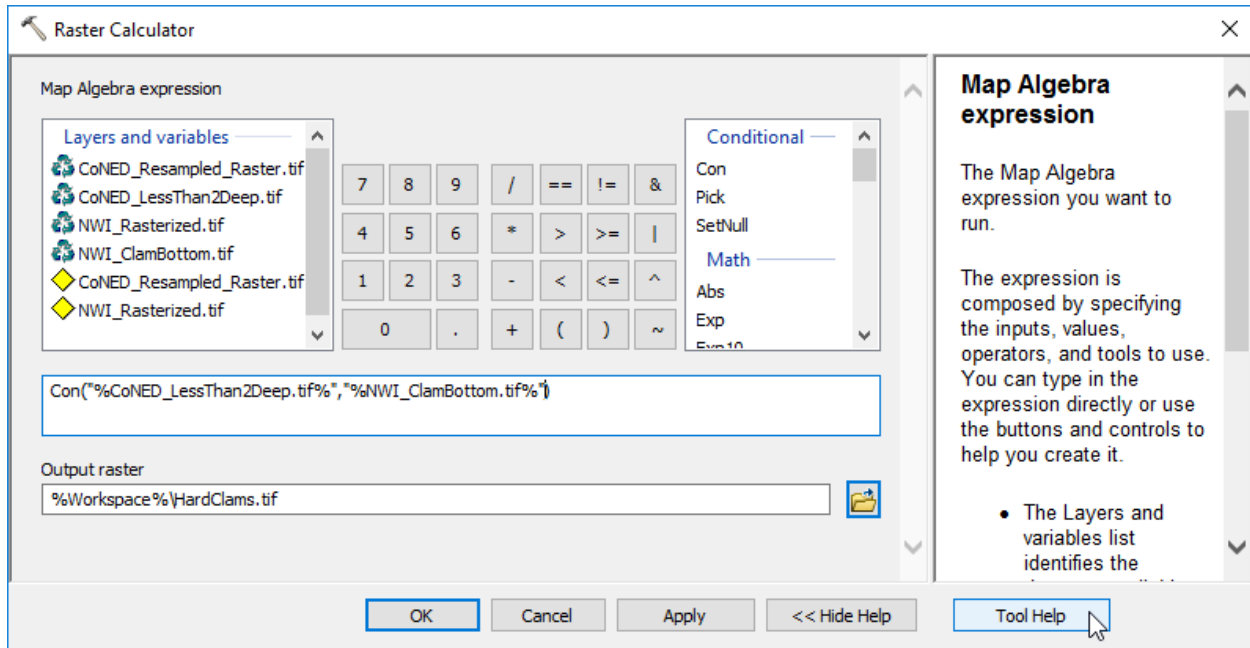 Raster Calculator
Map Algebra expression
Layers and variables
CoNED_Resampled_Raster.tif
CoNED_LessThan2Deep.tif
NWI_Rasterized.tif
NWI_ClamBottom.tif
CoNED_Resampled_Raster.tif
NWI_Rasterized.tif
7 8 9 / == != &
4 5 6 * > >= |
1 2 3 - < <= ^
0 . + ( ) ~
Conditional
Con
Pick
SetNull
Math
Abs
Exp
Exp10
Con("%CoNED_LessThan2Deep.tif%","%NWI_ClamBottom.tif%")
Output raster
%Workspace%\HardClams.tif
Map Algebra
expression
The Map Algebra
expression you want to
run.
The expression is
composed by specifying
the inputs, values,
operators, and tools to use.
You can type in the
expression directly or use
the buttons and controls to
help you create it.
• The Layers and
variables list
identifies the
OK Cancel Apply << Hide Help Tool Help